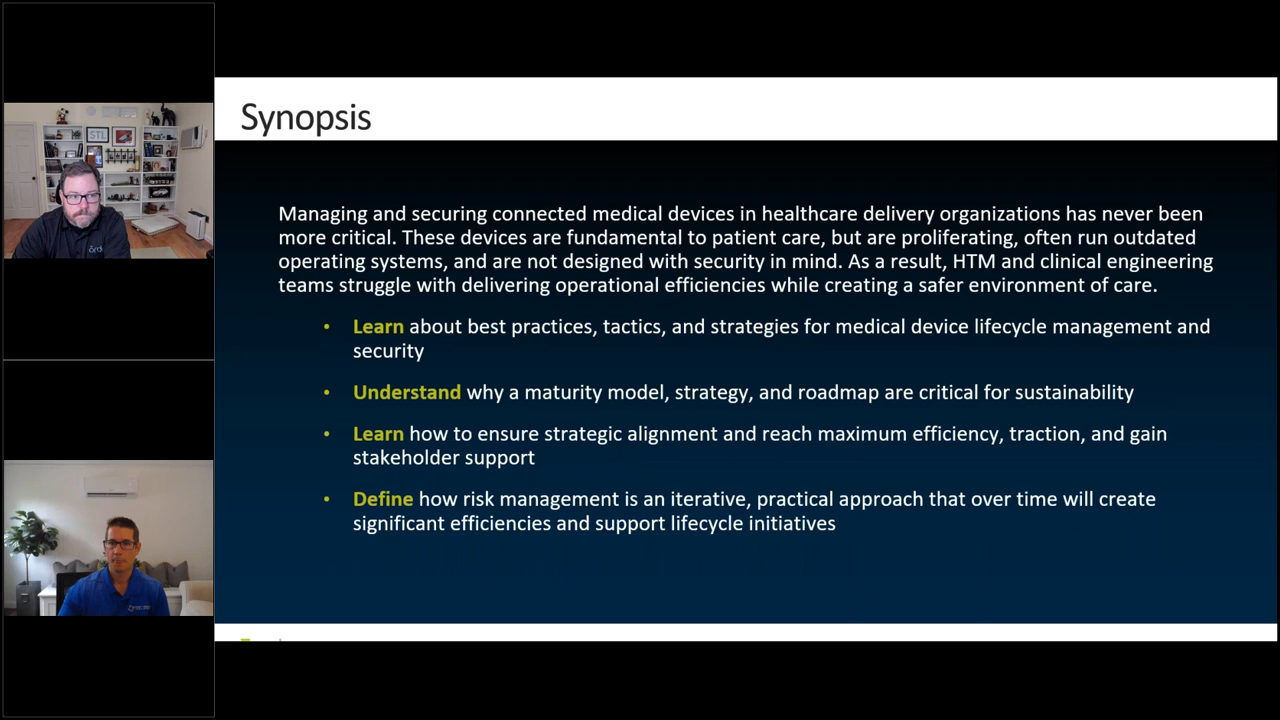 Synopsis
Managing and securing connected medical devices in healthcare delivery organizations has never been
more critical. These devices are fundamental to patient care, but are proliferating, often run outdated
operating systems, and are not designed with security in mind. As a result, HTM and clinical engineering
teams struggle with delivering operational efficiencies while creating a safer environment of care.
• Learn about best practices, tactics, and strategies for medical device lifecycle management and
security
• Understand why a maturity model, strategy, and roadmap are critical for sustainability
• Learn how to ensure strategic alignment and reach maximum efficiency, traction, and gain
stakeholder support
• Define how risk management is an iterative, practical approach that over time will create
significant efficiencies and support lifecycle initiatives
STL